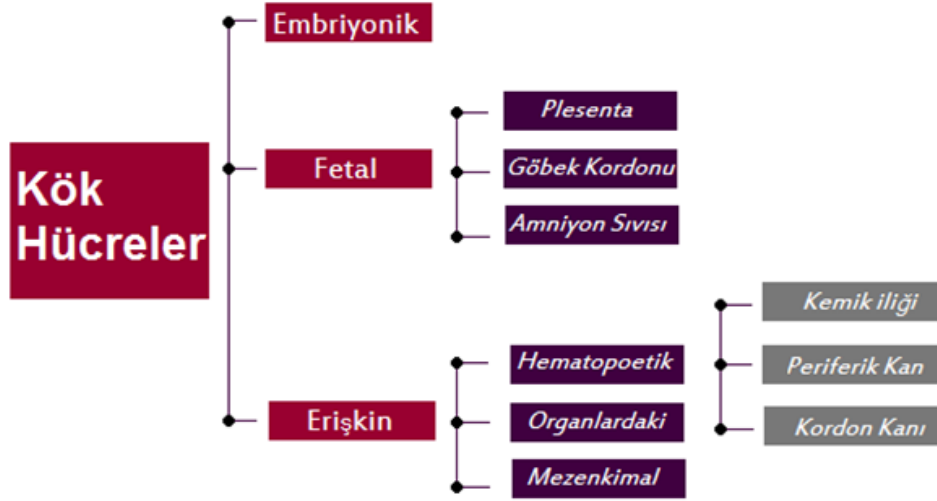 Kök
Hücreler
Embriyonik
Fetal
Plesenta
Göbek Kordonu
Amniyon Sıvısı
Erişkin
Hematopoetik
Organlardaki
Mezenkimal
Kemik iliği
Periferik Kan
Kordon Kanı